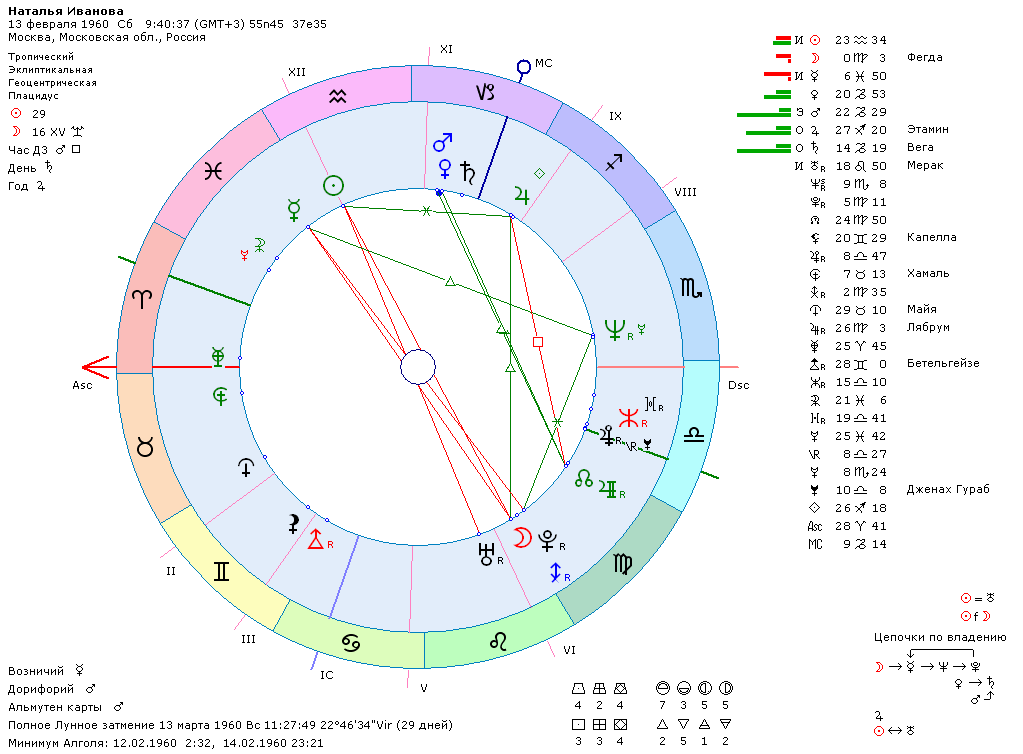 Наталья Иванова
13 февраля 1960 Сб 9:40:37 (GMT+3) 55n45 37e35
Москва, Московская обл., Россия
Тропический
Эклиптикальная
Геоцентрическая
Плацидус
☉ 29
☽ 16 XV
Час ДЗ ♂ □
День ♄
Год ♃
XII
XI
MC
IX
VIII
Asc
Dsc
II
III
IC
V
VI
R
R
R
R
R
R
R
R
R
И ☉ 23 ♒ 34
☽ 0 ♍ 3 Фегда
И ☿ 6 ♓ 50
♀ 20 ♑ 53
Э ♂ 22 ♑ 29
О ♃ 27 ♐ 20 Этамин
О ♄ 14 ♑ 19 Вега
И ♅ R 18 ♌ 50 Мерак
♆ R 9 ♏ 8
♇ R 5 ♍ 11
☊ 24 ♍ 50
⚸ 20 ♊ 29 Капелла
R 8 ♎ 47
7 ♉ 13 Хамаль
R 2 ♍ 35
29 ♉ 10 Майя
R 26 ♍ 3 Лябрум
25 ♈ 45
R 28 ♊ 0 Бетельгейзе
R 15 ♎ 10
21 ♓ 6
R 19 ♎ 41
25 ♓ 42
R 8 ♎ 27
8 ♏ 24
10 ♎ 8 Дженах Гураб
◇ 26 ♐ 18
Asc 28 ♈ 41
MC 9 ♑ 14
☉ = ♅
☉ f ☽
Цепочки по владению
☽ → ☿ → ♆ → ♇
♀ → ♄
♂
♃
☉ ↔ ♅
Возничий ☿
Дорифорий ♂
Альмутен карты ♂
Полное Лунное затмение 13 марта 1960 Вс 11:27:49 22°46'34"Vir (29 дней)
Минимум Алголя: 12.02.1960 2:32, 14.02.1960 23:21
4 2 4 7 3 5 5
3 3 4 2 5 1 2